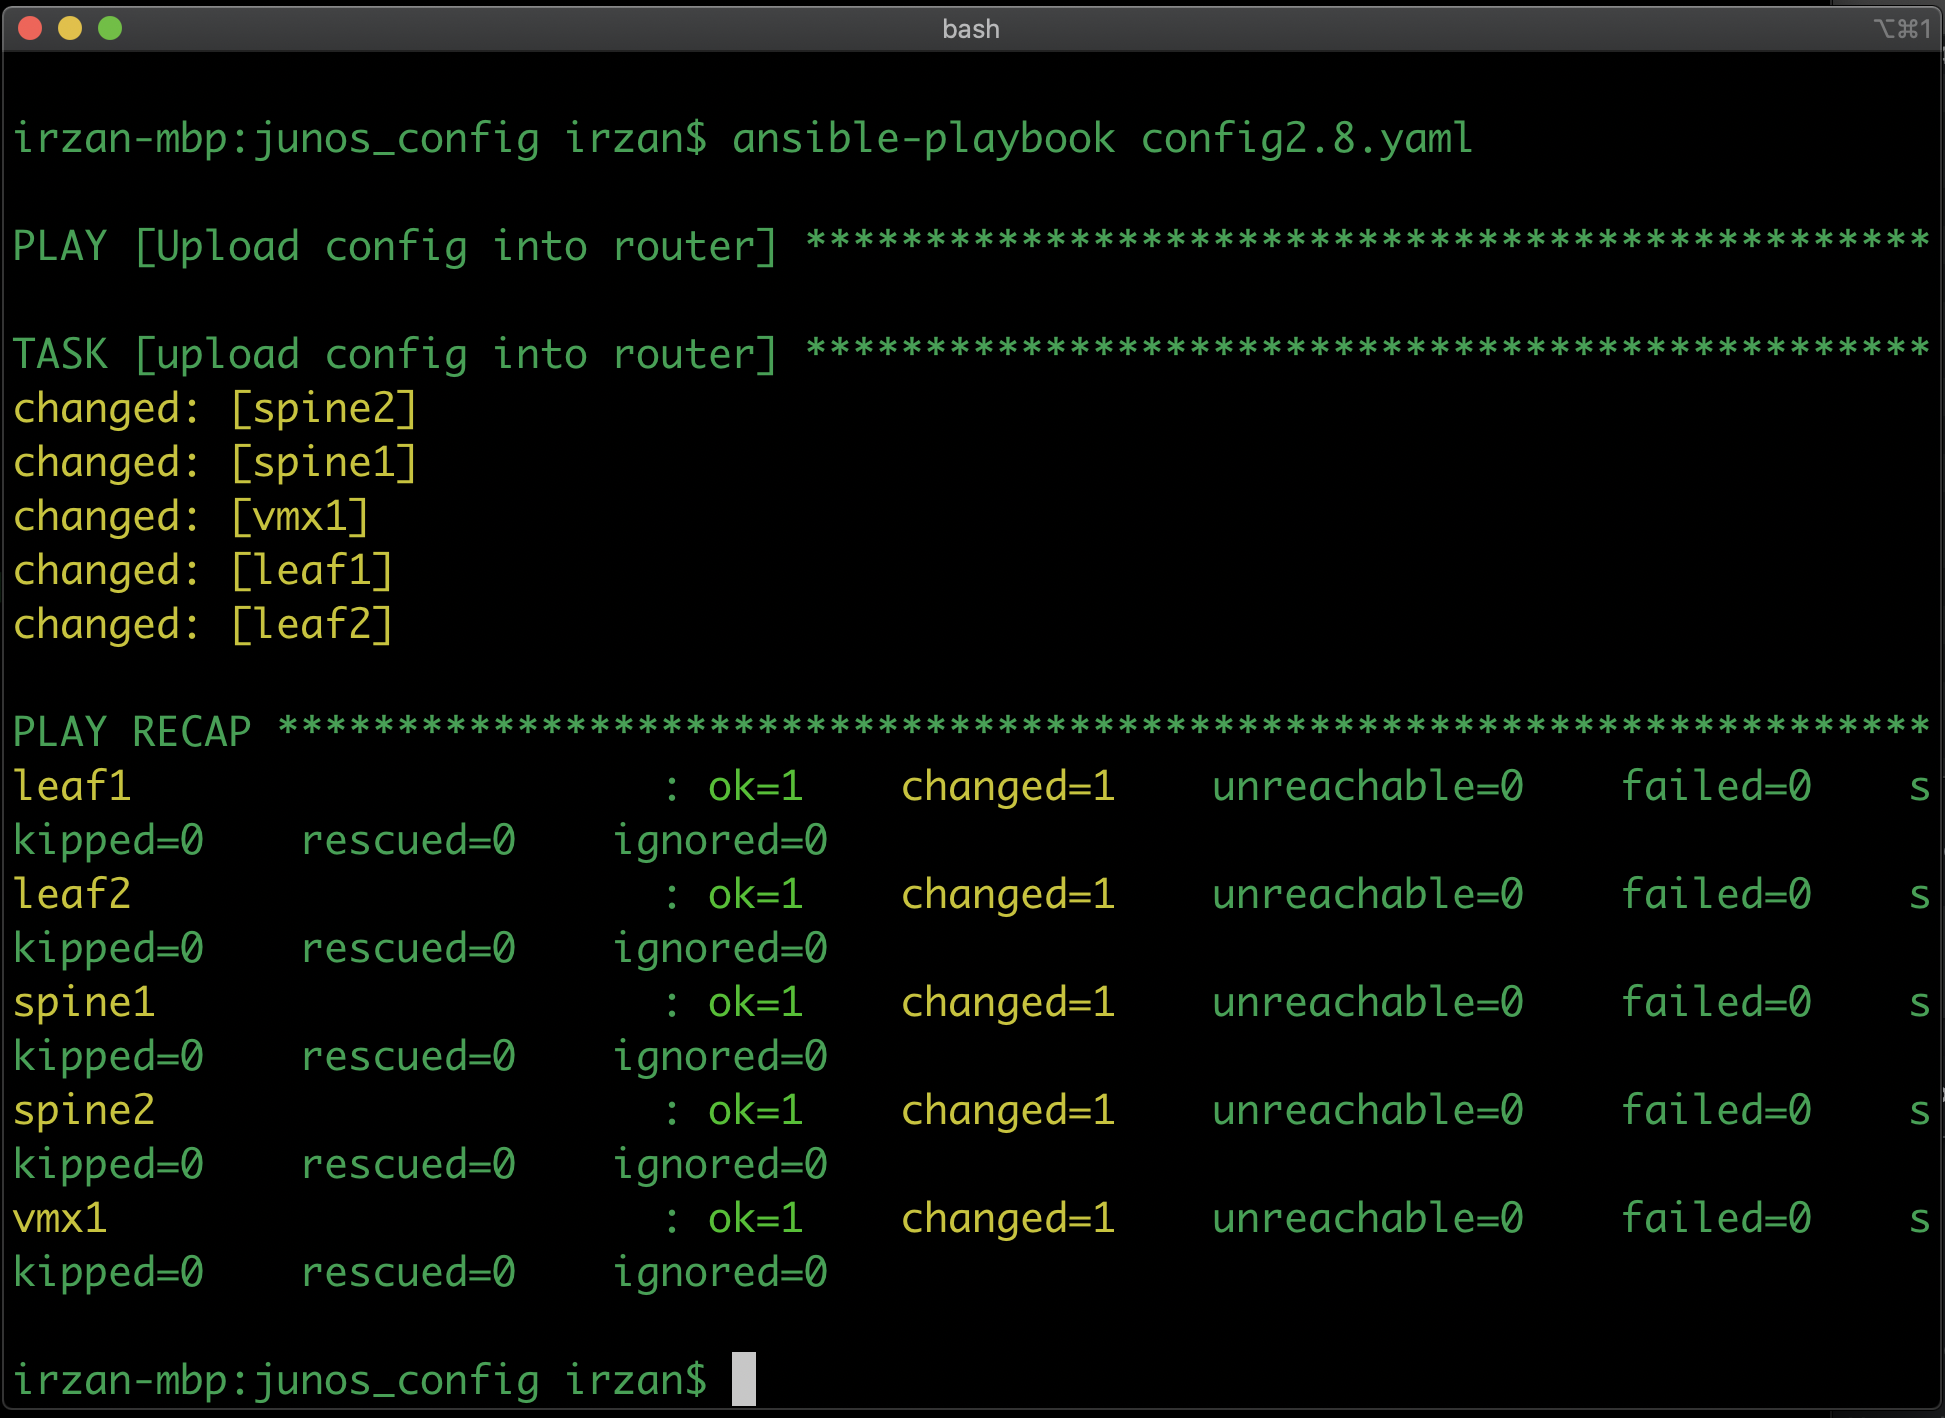 bash
⌥⌘1
irzan-mbp:junos_config irzan$ ansible-playbook config2.8.yaml
PLAY [Upload config into router] ***********************************************
TASK [upload config into router] ***********************************************
changed: [spine2]
changed: [spine1]
changed: [vmx1]
changed: [leaf1]
changed: [leaf2]
PLAY RECAP *********************************************************************
leaf1                      : ok=1    changed=1    unreachable=0    failed=0    s
kipped=0    rescued=0    ignored=0
leaf2                      : ok=1    changed=1    unreachable=0    failed=0    s
kipped=0    rescued=0    ignored=0
spine1                     : ok=1    changed=1    unreachable=0    failed=0    s
kipped=0    rescued=0    ignored=0
spine2                     : ok=1    changed=1    unreachable=0    failed=0    s
kipped=0    rescued=0    ignored=0
vmx1                       : ok=1    changed=1    unreachable=0    failed=0    s
kipped=0    rescued=0    ignored=0
irzan-mbp:junos_config irzan$